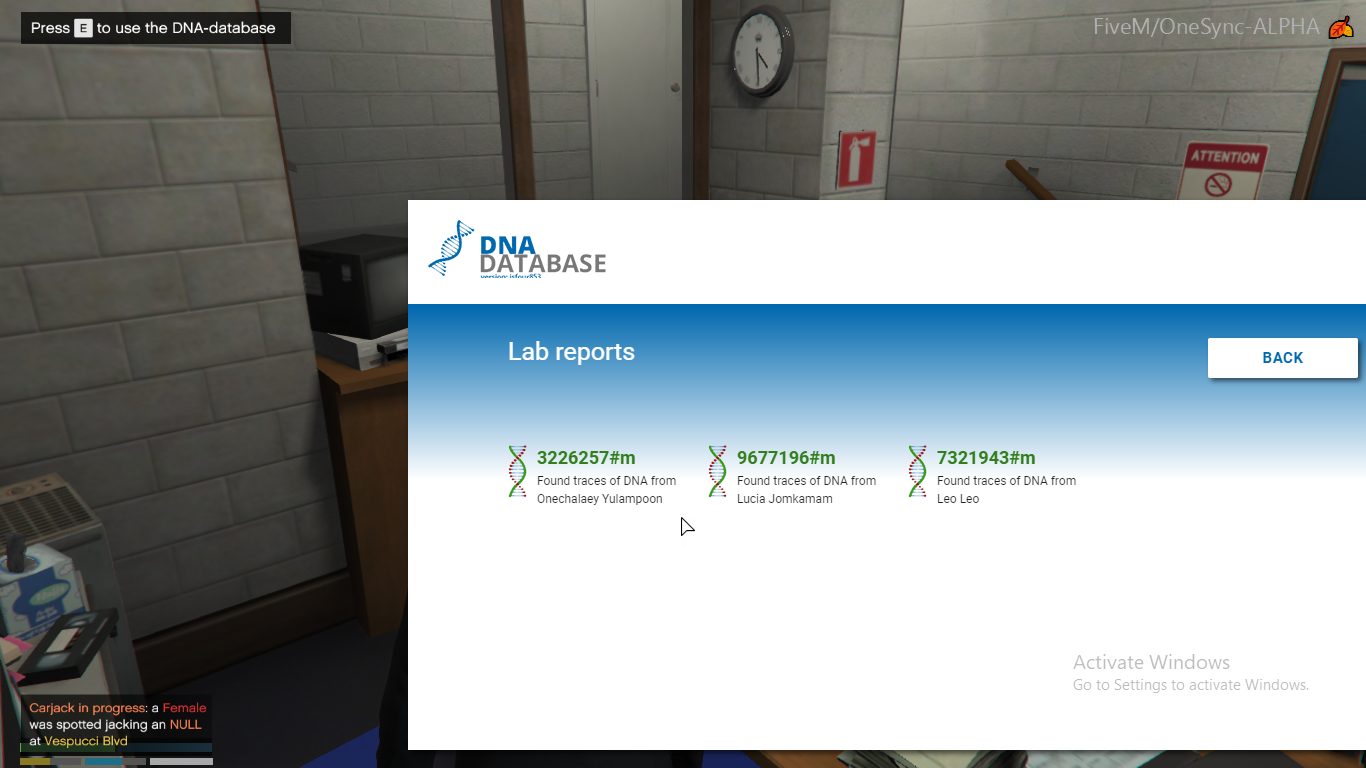 Press E to use the DNA-database
FiveM/OneSync-ALPHA
ATTENTION
DNA
DATABASE
Lab reports
BACK
3226257#m
Found traces of DNA from
Onechalaey Yulampoon
9677196#m
Found traces of DNA from
Lucia Jomkamam
7321943#m
Found traces of DNA from
Leo Leo
Activate Windows
Go to Settings to activate Windows.
Carjack in progress: a Female
was spotted jacking an NULL
at Vespucci Blvd